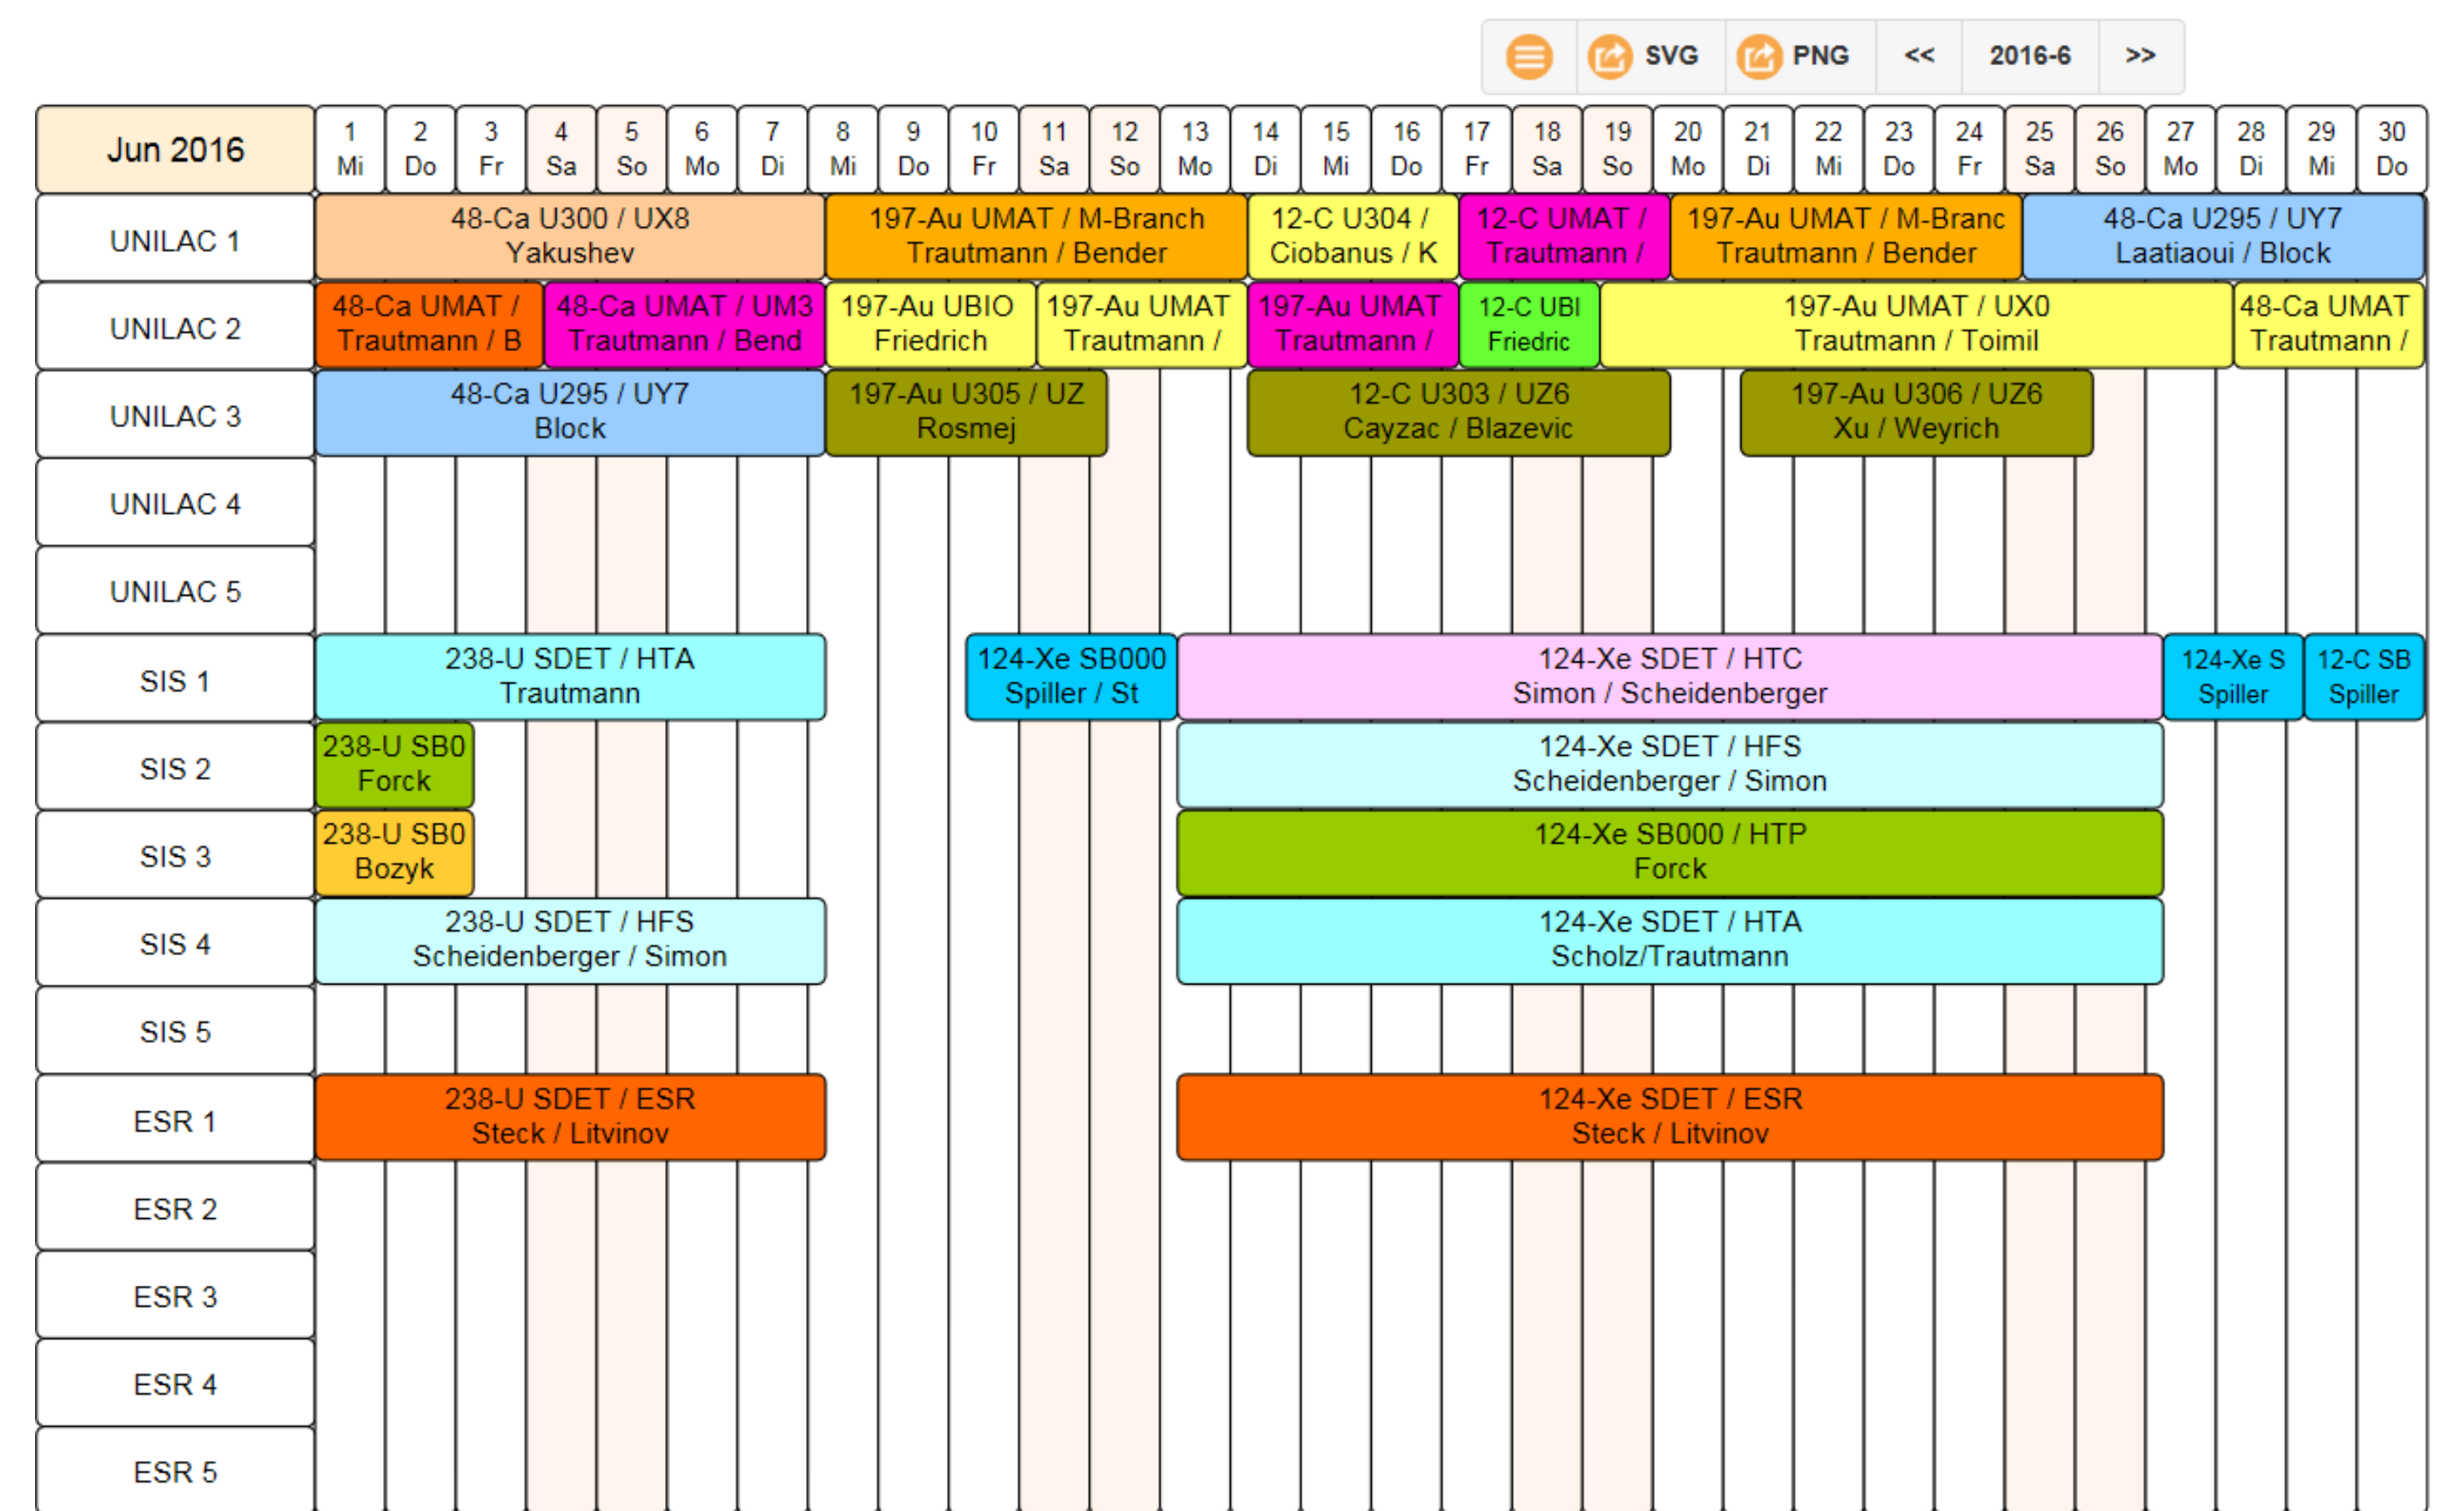 SVG PNG << 2016-6 >>
Jun 2016 1 2 3 4 5 6 7 8 9 10 11 12 13 14 15 16 17 18 19 20 21 22 23 24 25 26 27 28 29 30
Mi Do Fr Sa So Mo Di Mi Do Fr Sa So Mo Di Mi Do Fr Sa So Mo Di Mi Do Fr Sa So Mo Di Mi Do
UNILAC 1
48-Ca U300 / UX8
Yakushev
197-Au UMAT / M-Branch
Trautmann / Bender
12-C U304 /
Ciobanus / K
12-C UMAT /
Trautmann /
197-Au UMAT / M-Branc
Trautmann / Bender
48-Ca U295 / UY7
Laatiaoui / Block
UNILAC 2
48-Ca UMAT /
Trautmann / B
48-Ca UMAT / UM3
Trautmann / Bend
197-Au UBIO
Friedrich
197-Au UMAT
Trautmann /
197-Au UMAT
Trautmann /
12-C UBI
Friedric
197-Au UMAT / UX0
Trautmann / Toimil
48-Ca UMAT
Trautmann /
UNILAC 3
48-Ca U295 / UY7
Block
197-Au U305 / UZ
Rosmej
12-C U303 / UZ6
Cayzac / Blazevic
197-Au U306 / UZ6
Xu / Weyrich
UNILAC 4
UNILAC 5
SIS 1
238-U SDET / HTA
Trautmann
124-Xe SB000
Spiller / St
124-Xe SDET / HTC
Simon / Scheidenberger
124-Xe S
Spiller
12-C SB
Spiller
SIS 2
238-U SB0
Forck
124-Xe SDET / HFS
Scheidenberger / Simon
SIS 3
238-U SB0
Bozyk
124-Xe SB000 / HTP
Forck
SIS 4
238-U SDET / HFS
Scheidenberger / Simon
124-Xe SDET / HTA
Scholz/Trautmann
SIS 5
ESR 1
238-U SDET / ESR
Steck / Litvinov
124-Xe SDET / ESR
Steck / Litvinov
ESR 2
ESR 3
ESR 4
ESR 5